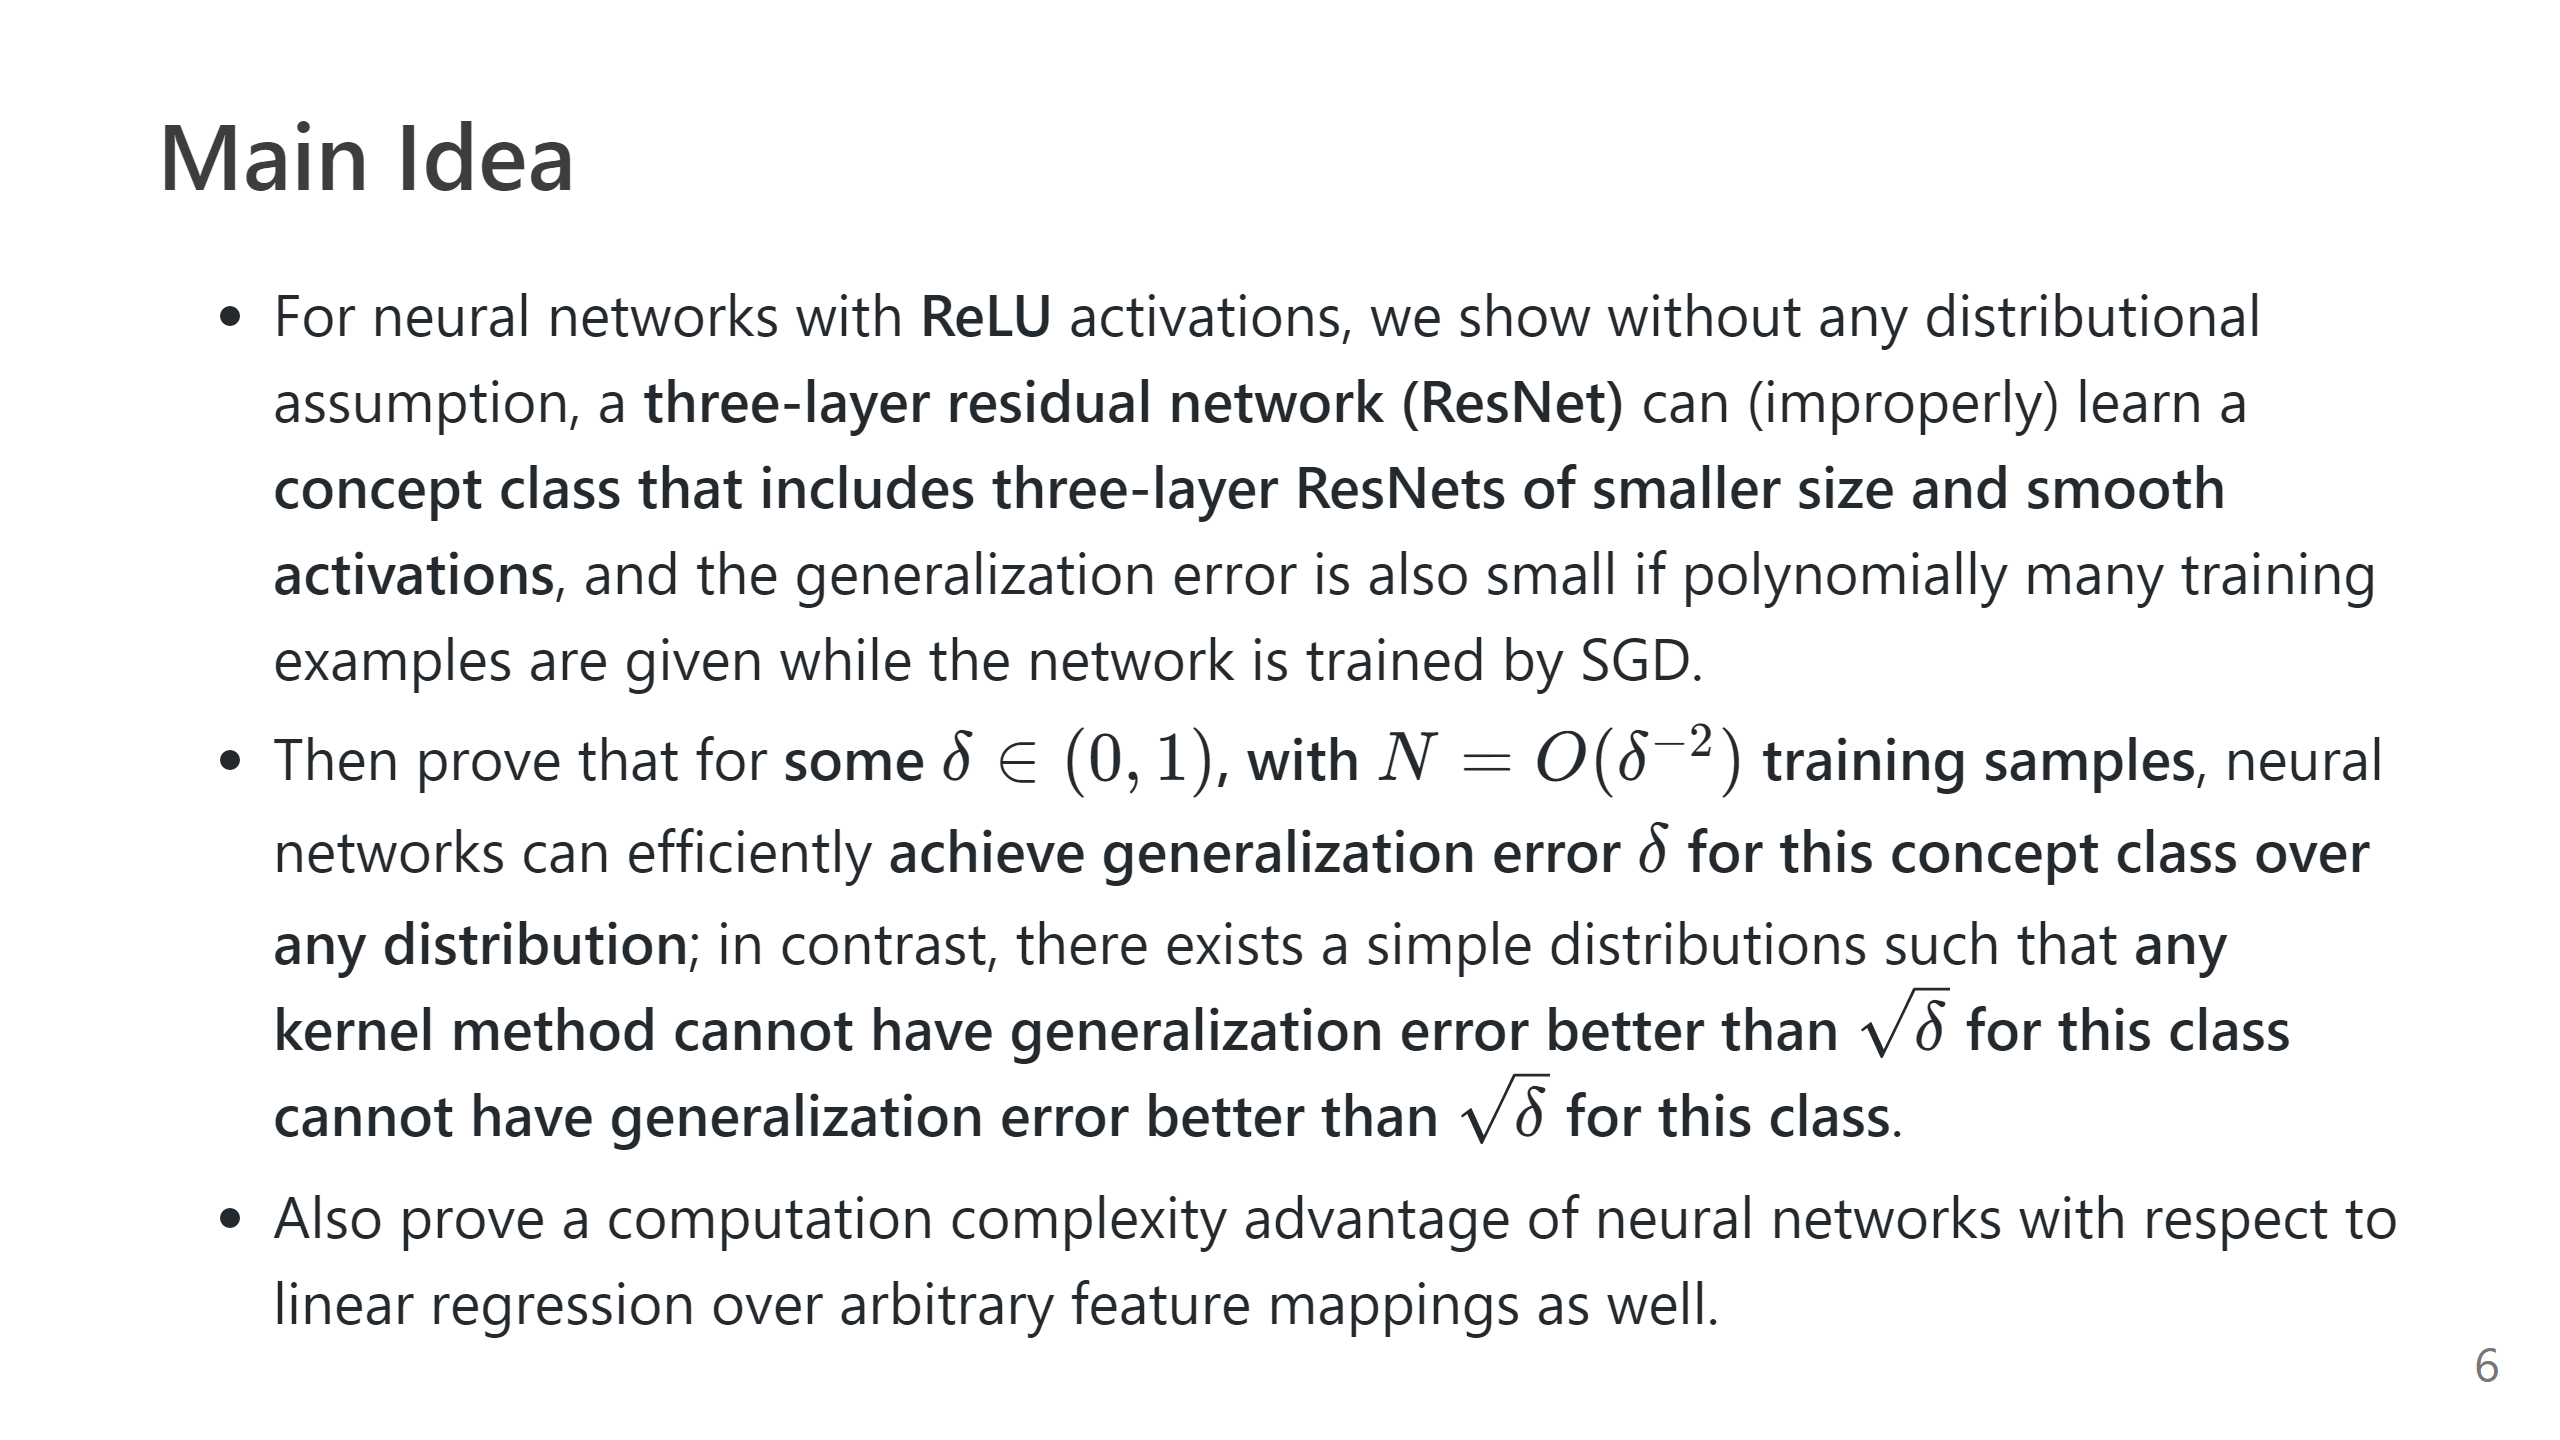 Main Idea
• For neural networks with ReLU activations, we show without any distributional
assumption, a three-layer residual network (ResNet) can (improperly) learn a
concept class that includes three-layer ResNets of smaller size and smooth
activations, and the generalization error is also small if polynomially many training
examples are given while the network is trained by SGD.
• Then prove that for some δ ∈ (0, 1), with N = O(δ⁻²) training samples, neural
networks can efficiently achieve generalization error δ for this concept class over
any distribution; in contrast, there exists a simple distributions such that any
kernel method cannot have generalization error better than √δ for this class
cannot have generalization error better than √δ for this class.
• Also prove a computation complexity advantage of neural networks with respect to
linear regression over arbitrary feature mappings as well.
6